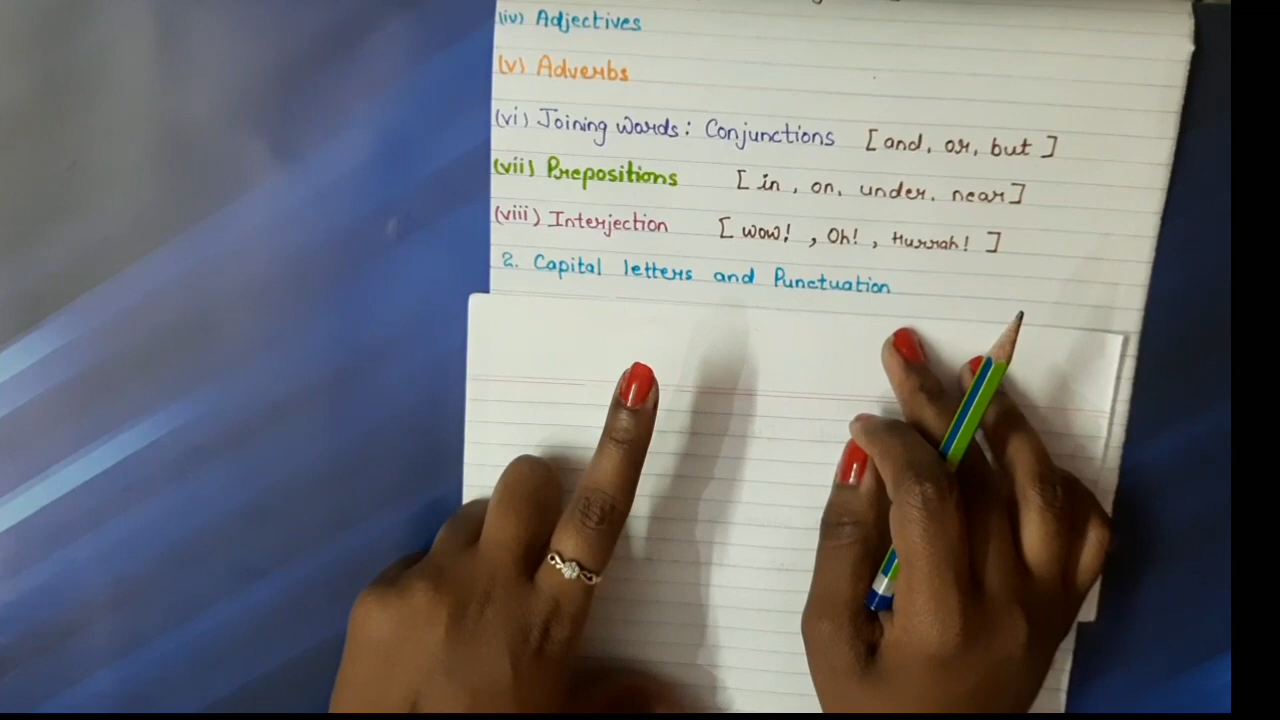 (iv) Adjectives
(v) Adverbs
(vi) Joining words: Conjunctions [and, or, but]
(vii) Prepositions [in, on, under, near]
(viii) Interjection [wow!, Oh!, Hurrah!]
2. Capital letters and Punctuation